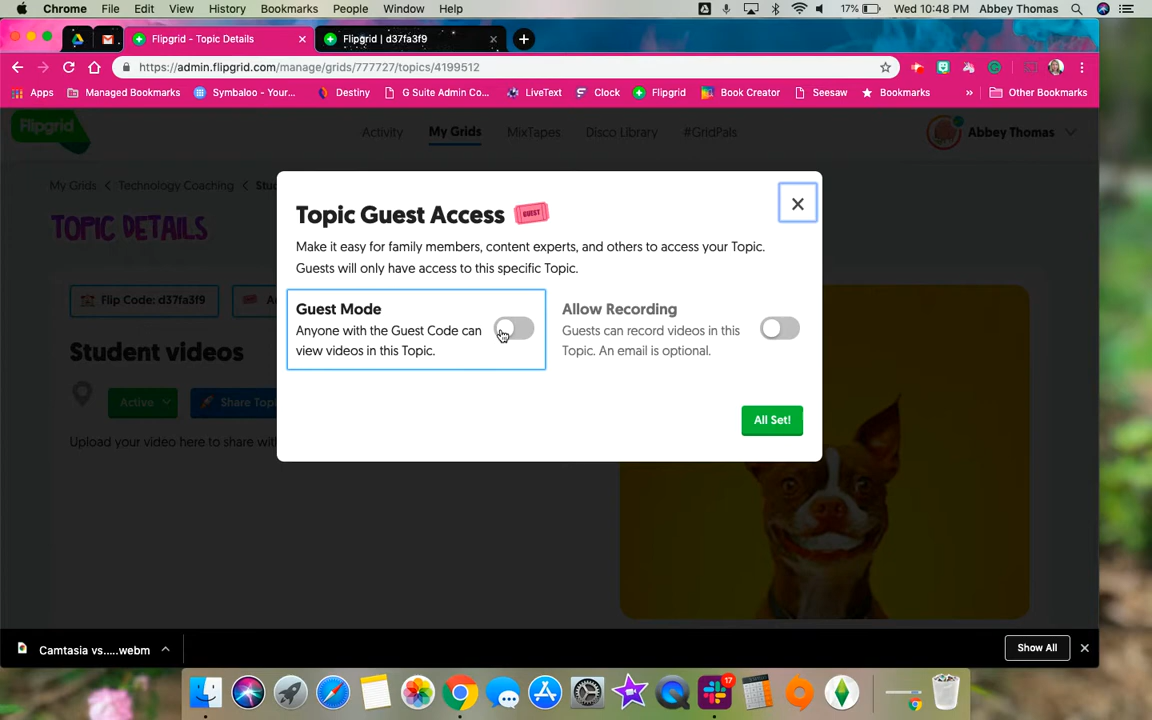 Chrome File Edit View History Bookmarks People Window Help 17% Wed 10:48 PM Abbey Thomas
Flipgrid - Topic Details Flipgrid | d37fa3f9
https://admin.flipgrid.com/manage/grids/777727/topics/4199512
Apps Managed Bookmarks Symbaloo - Your... Destiny G Suite Admin Co... LiveText Clock Flipgrid Book Creator Seesaw Bookmarks » Other Bookmarks
Flipgrid Activity My Grids MixTapes Disco Library #GridPals Abbey Thomas
My Grids < Technology Coaching <
TOPIC DETAILS
Topic Guest Access GUEST
Make it easy for family members, content experts, and others to access your Topic.
Guests will only have access to this specific Topic.
Flip Code: d37fa3f9
Guest Mode
Anyone with the Guest Code can
view videos in this Topic.
Allow Recording
Guests can record videos in this
Topic. An email is optional.
Student videos
Active Share
All Set!
Upload your video here to share
Camtasia vs.....webm
Show All
17